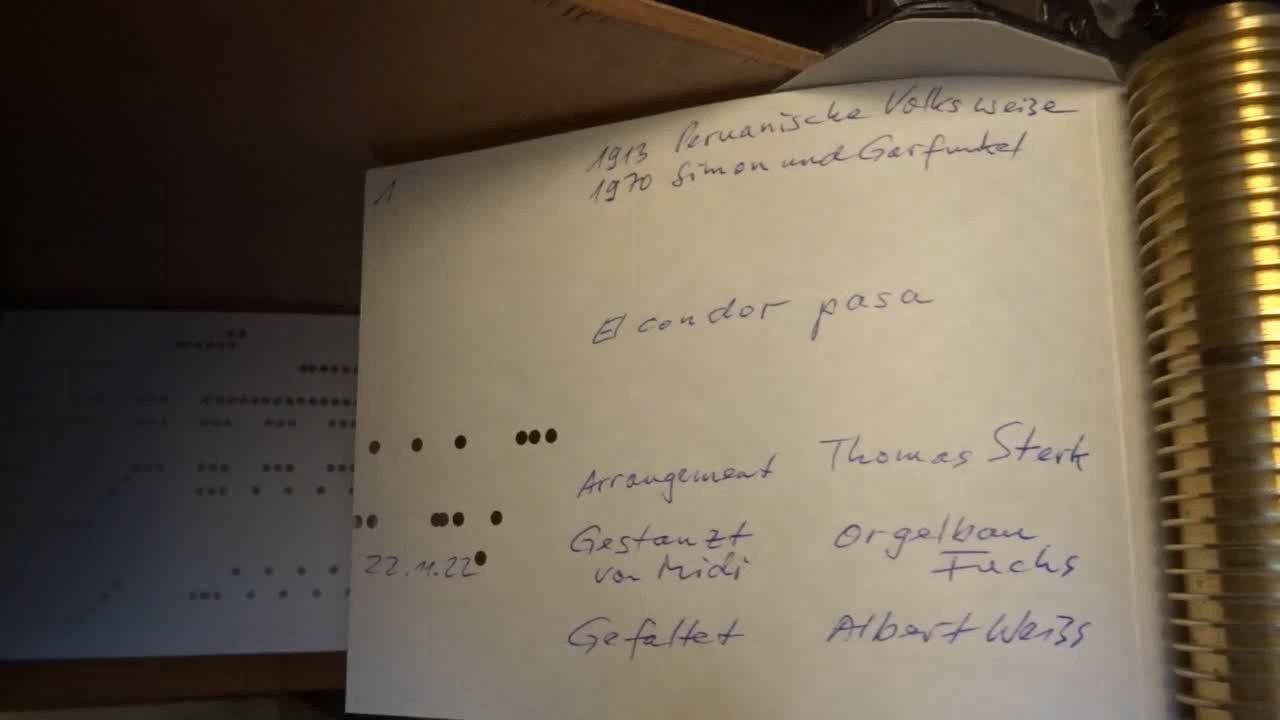 1913 Peruanische Volksweise
1970 Simon und Garfunkel
1
El condor pasa
Arrangement Thomas Sterk
Gestanzt Orgelbau
von Midi Fuchs
22.11.22
Gefaltet Albert Weiss